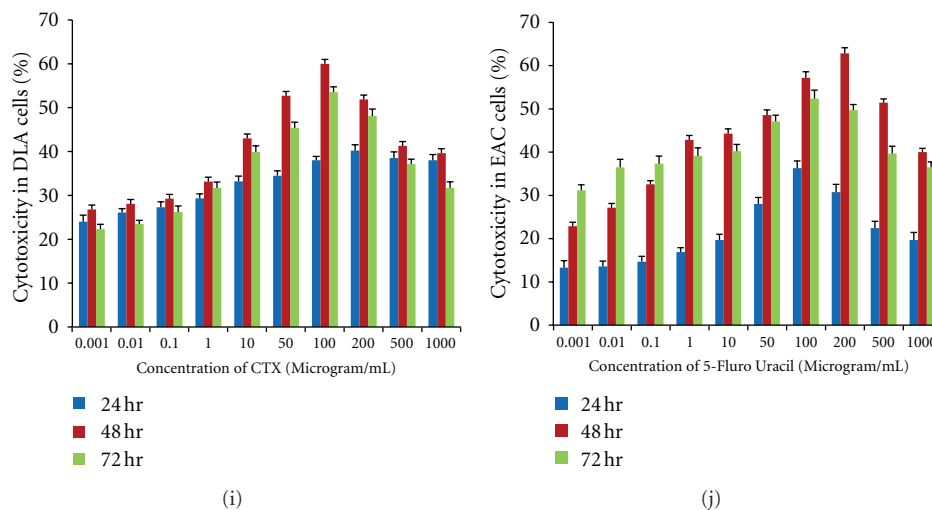 70
60
50
40
30
20
10
0
Cytotoxicity in DLA cells (%)
0.001 0.01 0.1 1 10 50 100 200 500 1000
Concentration of CTX (Microgram/mL)
24 hr
48 hr
72 hr
(i)
70
60
50
40
30
20
10
0
Cytotoxicity in EAC cells (%)
0.001 0.01 0.1 1 10 50 100 200 500 1000
Concentration of 5-Fluro Uracil (Microgram/mL)
24 hr
48 hr
72 hr
(j)